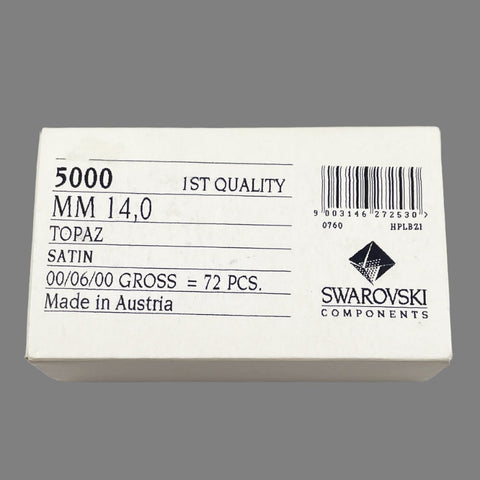 5000 1ST QUALITY
MM 14,0
TOPAZ
SATIN
00/06/00 GROSS = 72 PCS.
Made in Austria
9 003146 272530>
0760 HPLBZI
SWAROVSKI
COMPONENTS